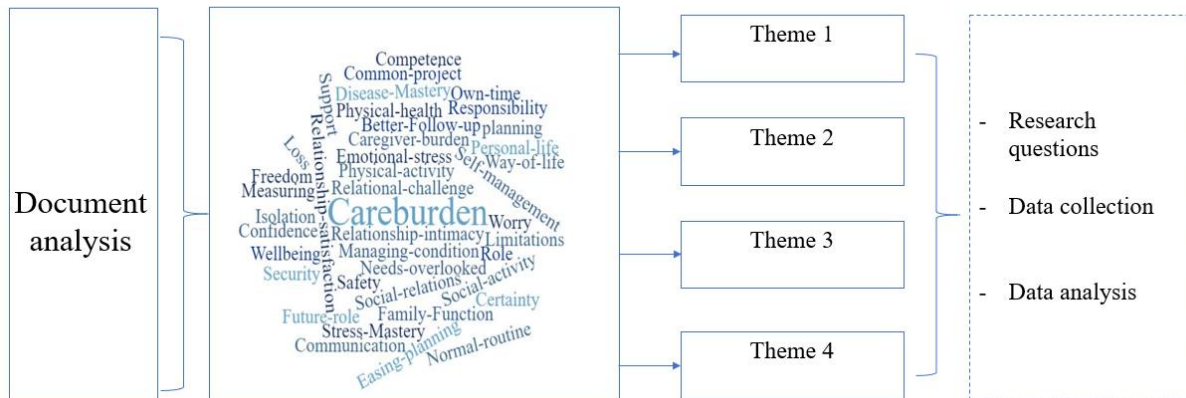 Document
analysis
Competence
Common-project
Support
Disease-Mastery
Own-time
Physical-health
Responsibility
Better-Follow-up
planning
Caregiver-burden
Personal-life
Loss
Relationship-satisfaction
Emotional-stress
Self-management
Way-of-life
Physical-activity
Freedom
Measuring
Relational-challenge
Careburden
Isolation
Worry
Confidence
Relationship-intimacy
Limitations
Wellbeing
Managing-condition
Role
Security
Needs-overlooked
Safety
Social-relations
Social-activity
Certainty
Future-role
Family-Function
Stress-Mastery
Communication
Easing-planning
Normal-routine
Theme 1
Theme 2
Theme 3
Theme 4
- Research
questions
- Data collection
- Data analysis